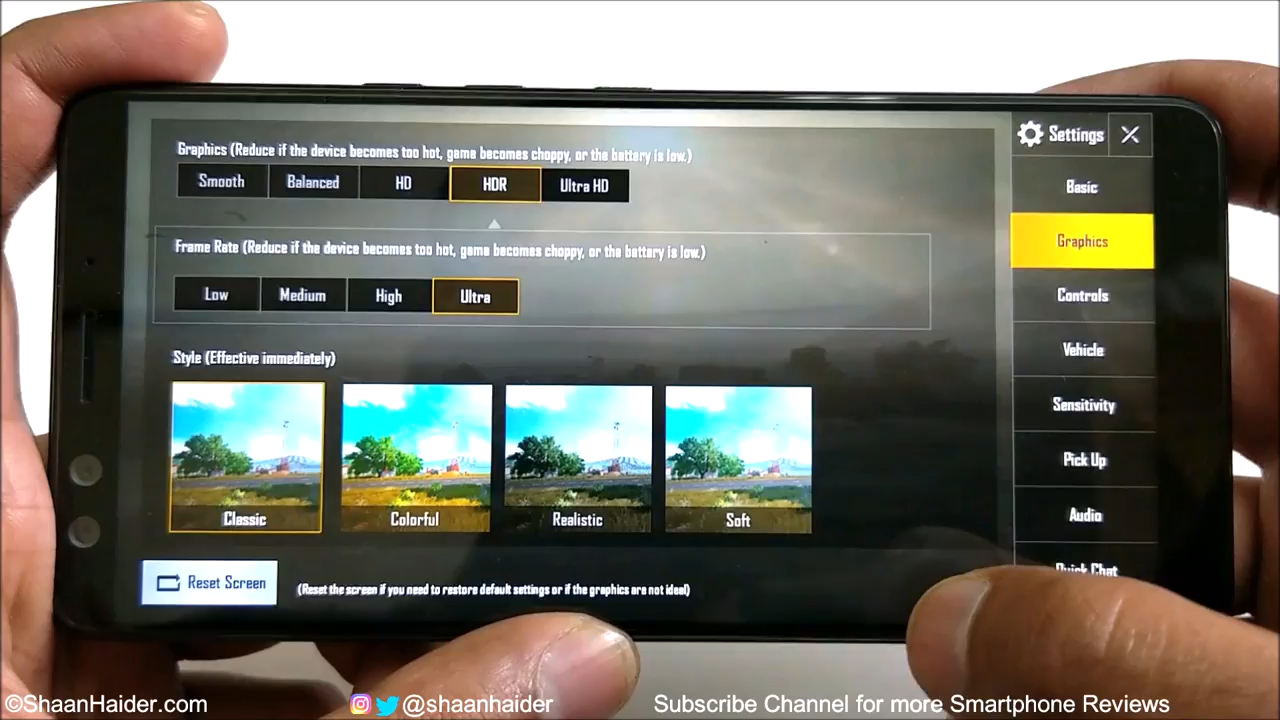 Graphics (Reduce if the device becomes too hot, game becomes choppy, or the battery is low.)
Smooth Balanced HD HDR Ultra HD
Frame Rate (Reduce if the device becomes too hot, game becomes choppy, or the battery is low.)
Low Medium High Ultra
Style (Effective immediately)
Classic Colorful Realistic Soft
Reset Screen (Reset the screen if you need to restore default settings or if the graphics are not ideal)
Settings
Basic
Graphics
Controls
Vehicle
Sensitivity
Pick Up
Audio
Quick Chat
©ShaanHaider.com @shaanhaider Subscribe Channel for more Smartphone Reviews